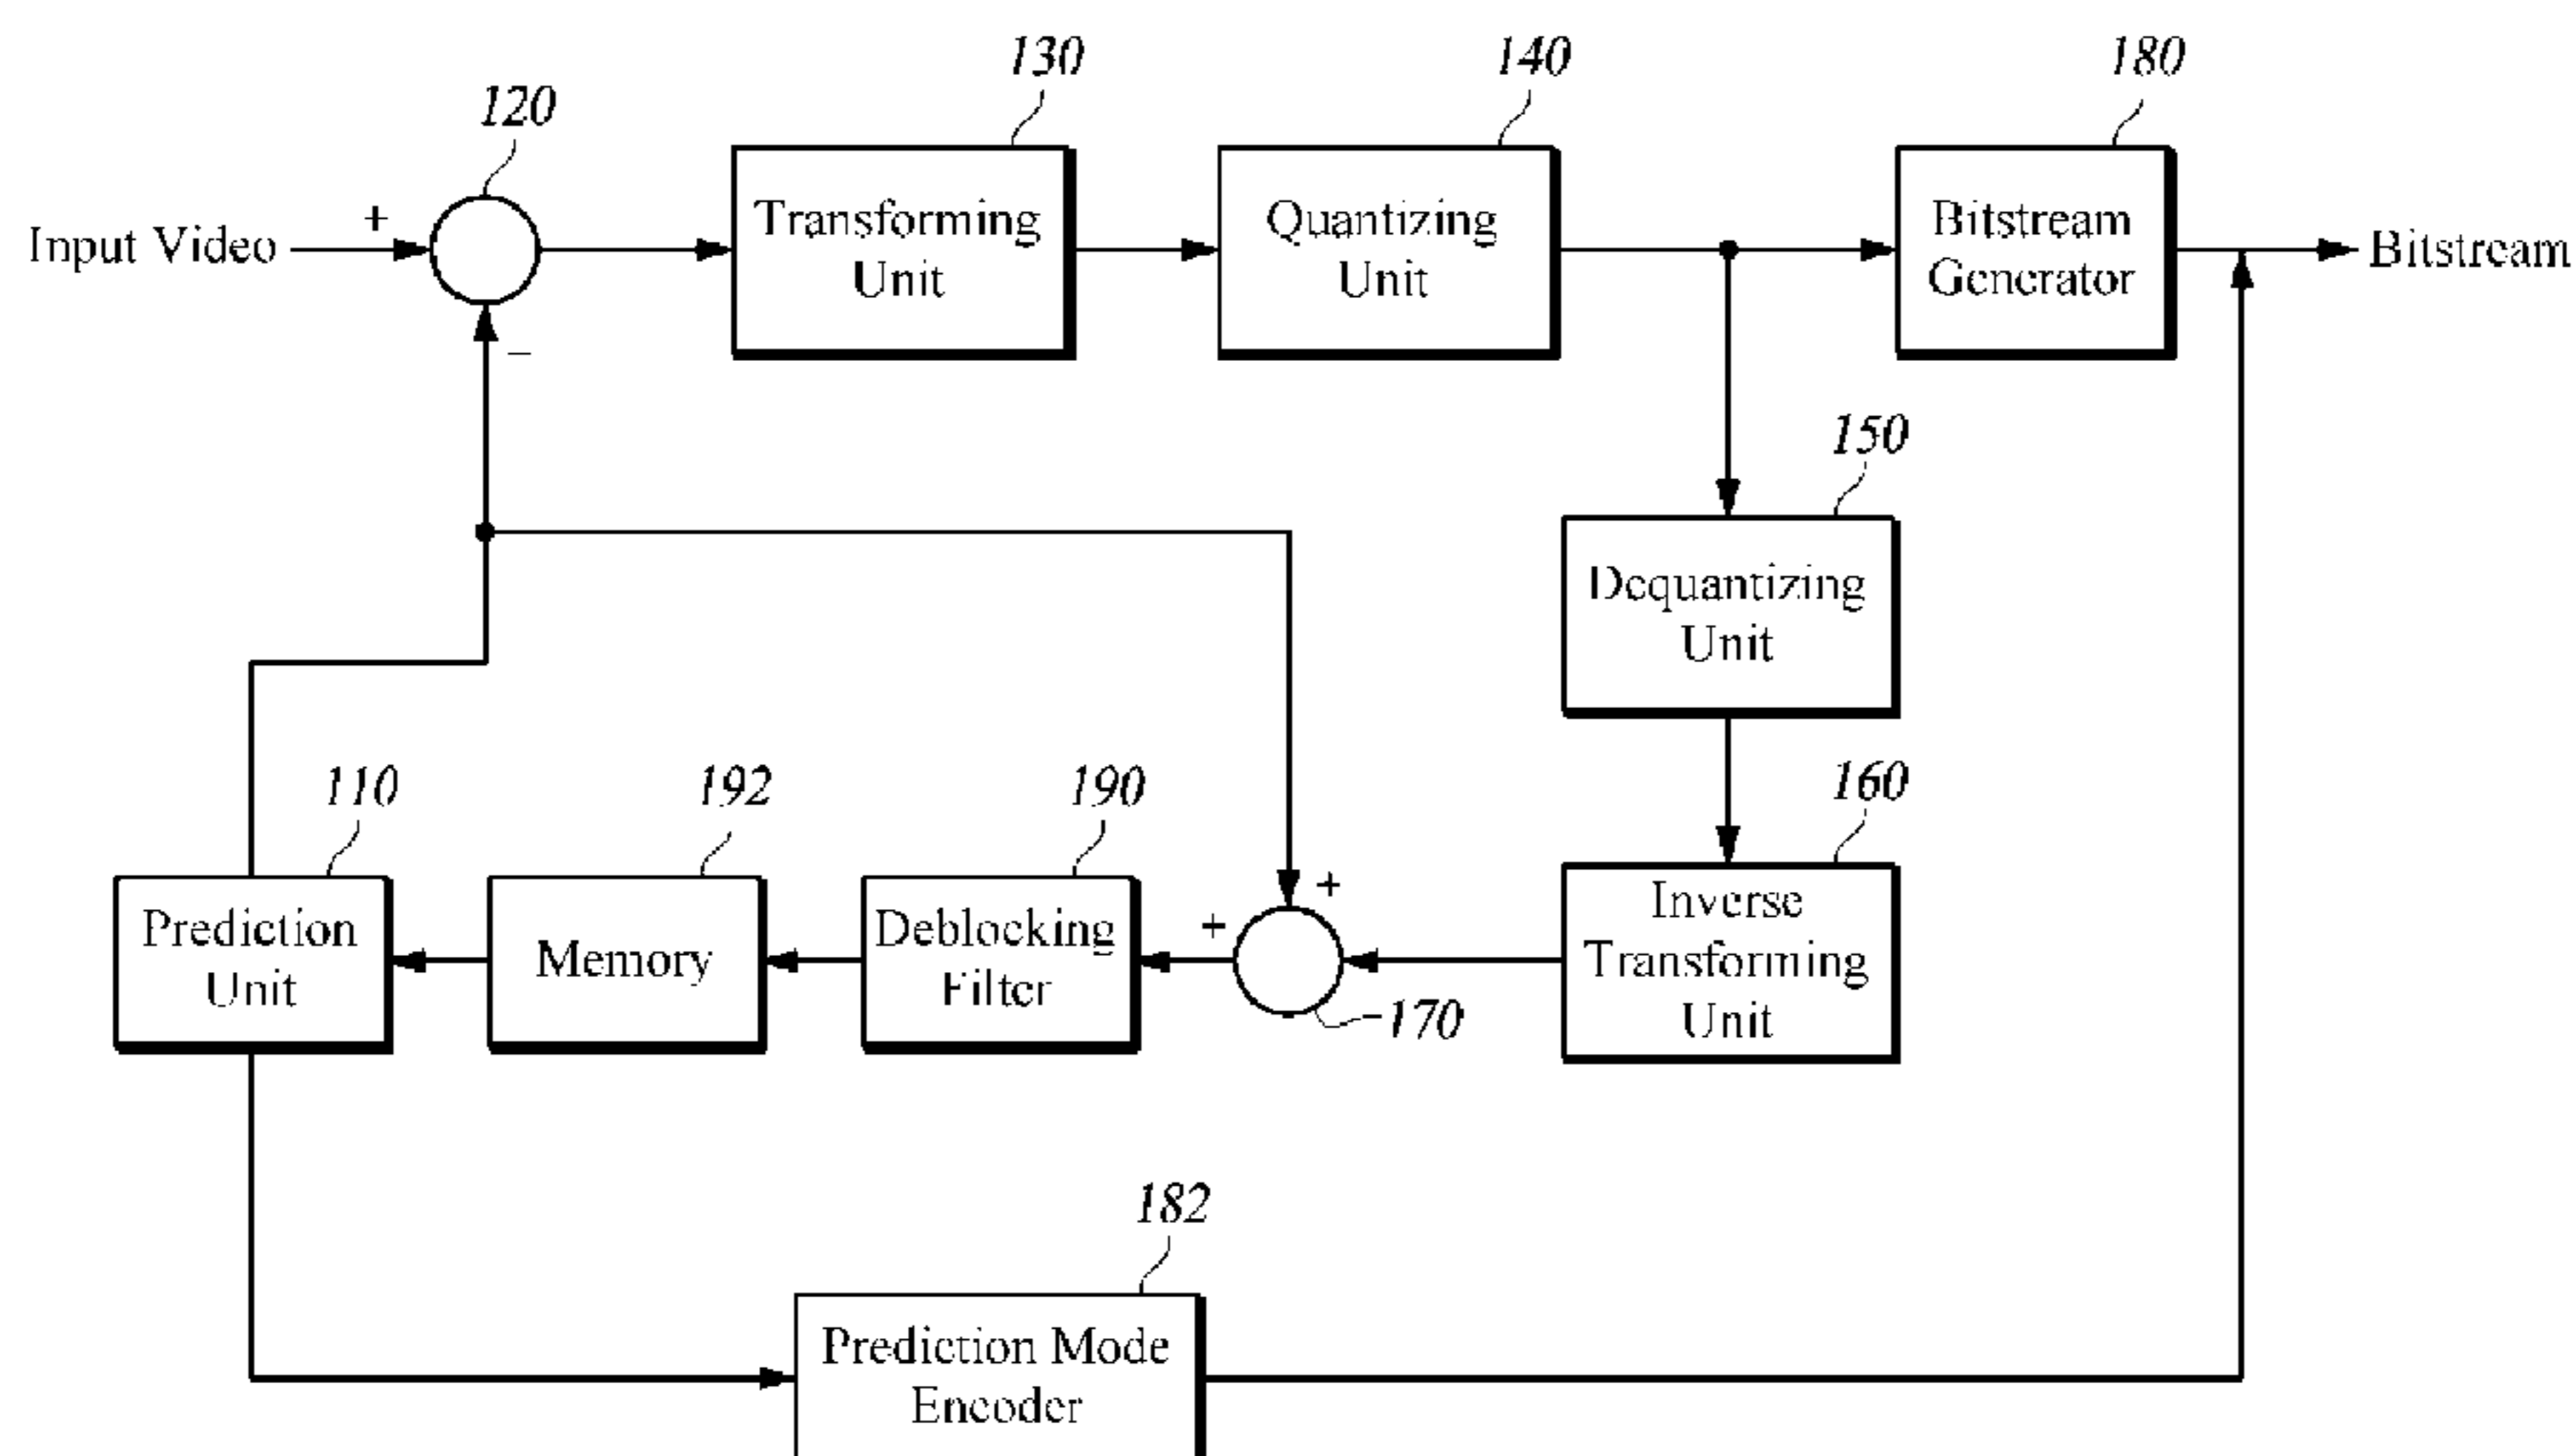 120
130
140
180
+
Input Video
Transforming
Unit
Quantizing
Unit
Bitstream
Generator
Bitstream
−
150
Dequantizing
Unit
110
192
190
160
+
+
Prediction
Unit
Memory
Deblocking
Filter
Inverse
Transforming
Unit
170
182
Prediction Mode
Encoder